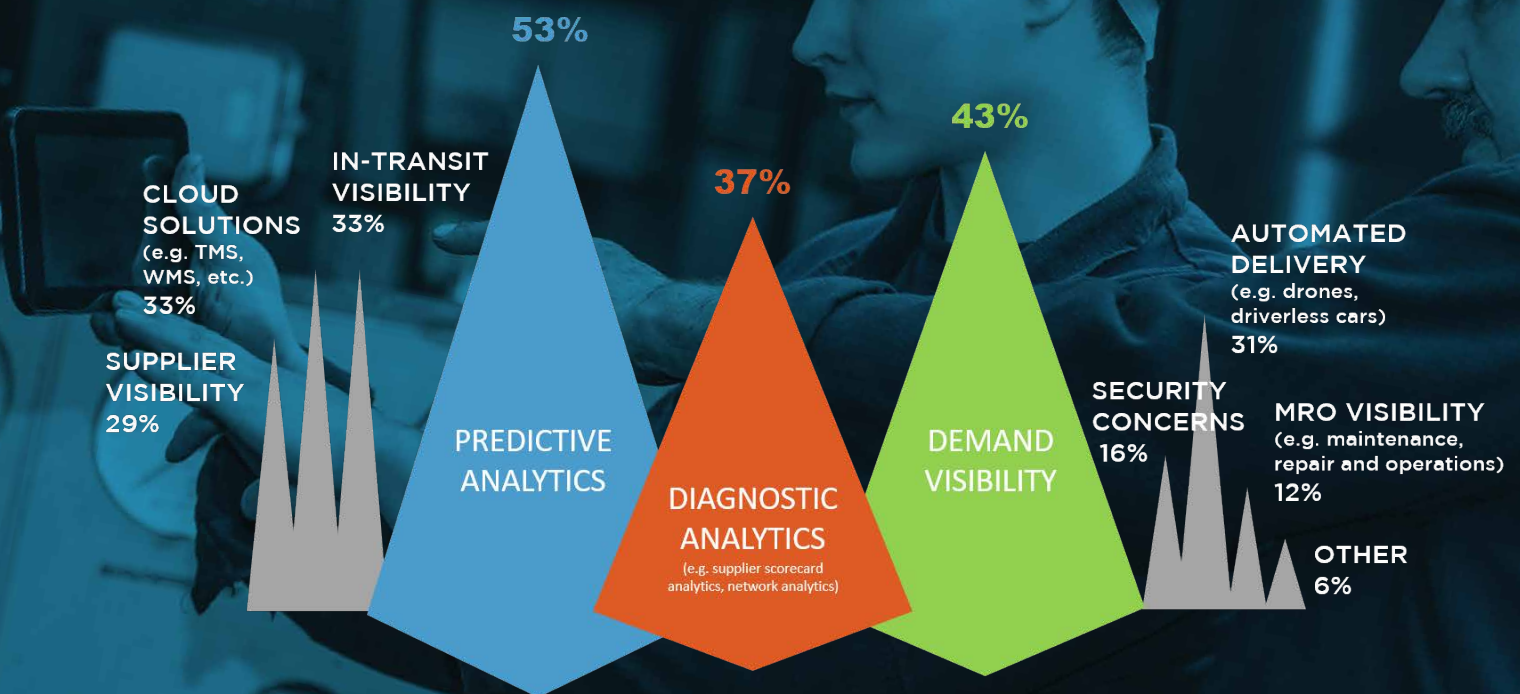 53%
PREDICTIVE
ANALYTICS
37%
DIAGNOSTIC
ANALYTICS
(e.g. supplier scorecard
analytics, network analytics)
43%
DEMAND
VISIBILITY
SUPPLIER
VISIBILITY
29%
CLOUD
SOLUTIONS
(e.g. TMS,
WMS, etc.)
33%
IN-TRANSIT
VISIBILITY
33%
SECURITY
CONCERNS
16%
AUTOMATED
DELIVERY
(e.g. drones,
driverless cars)
31%
MRO VISIBILITY
(e.g. maintenance,
repair and operations)
12%
OTHER
6%